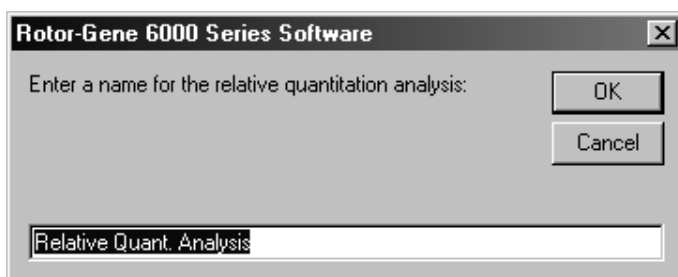 Rotor-Gene 6000 Series Software
Enter a name for the relative quantitation analysis:
OK
Cancel
Relative Quant. Analysis